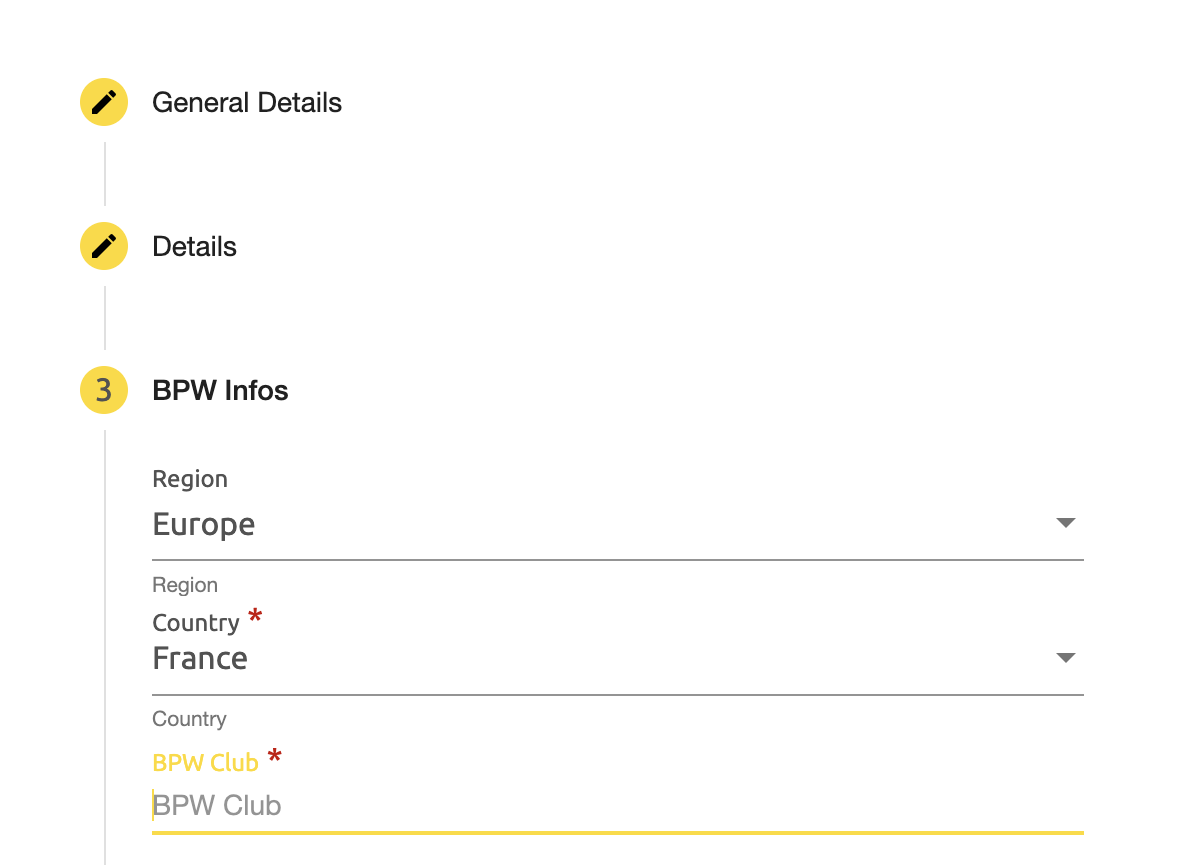 General Details
Details
3 BPW Infos
Region
Europe
Region
Country *
France
Country
BPW Club *
BPW Club